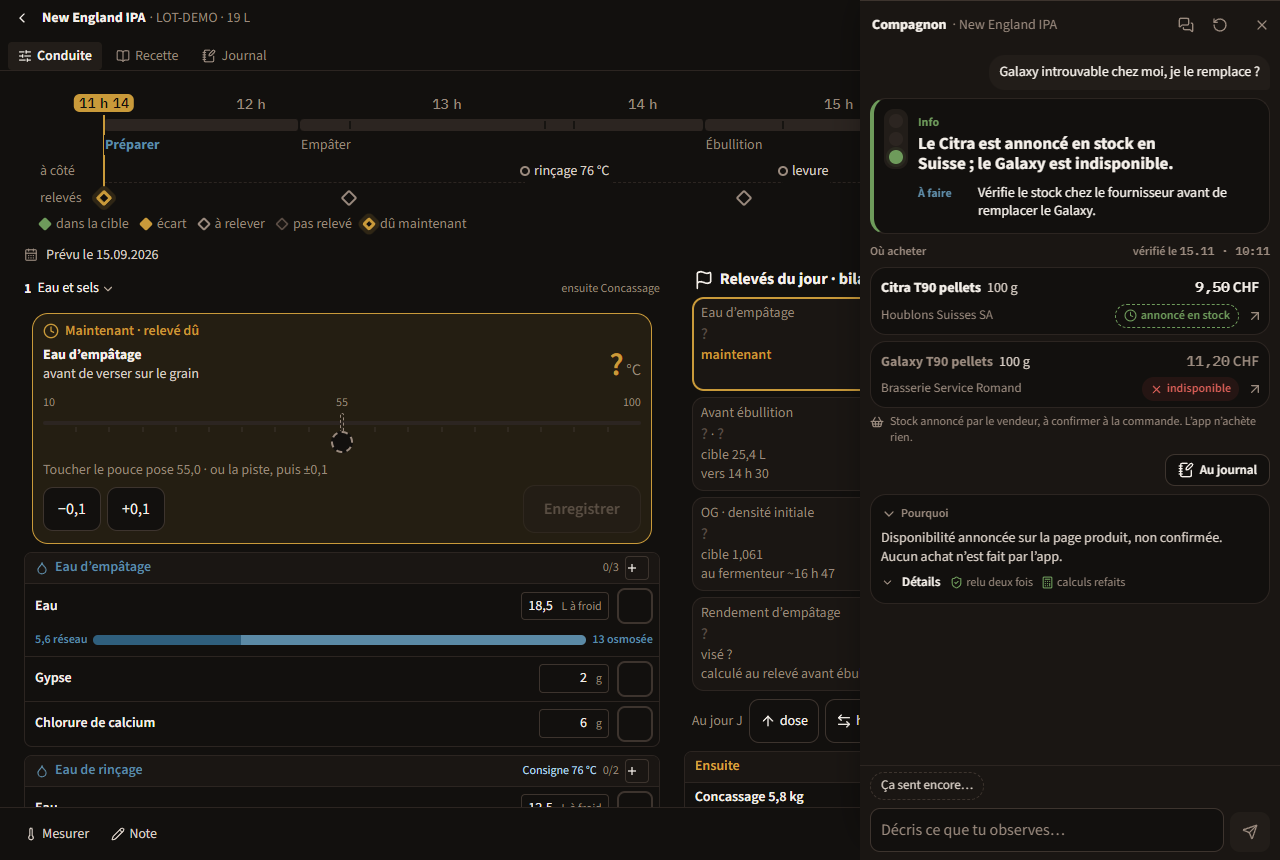 New England IPA · LOT-DEMO · 19 L
Conduite
Recette
Journal
11 h 14
12 h
13 h
14 h
15 h
Préparer
Empâter
Ébullition
à côté
rinçage 76 °C
levure
relevés
dans la cible
écart
à relever
pas relevé
dû maintenant
Prévu le 15.09.2026
1 Eau et sels
ensuite Concassage
Maintenant · relevé dû
Eau d'empâtage
avant de verser sur le grain
? °C
10
55
100
Toucher le pouce pose 55,0 · ou la piste, puis ±0,1
−0,1
+0,1
Enregistrer
Eau d'empâtage
0/3
+
Eau
18,5 L à froid
5,6 réseau
13 osmosée
Gypse
2 g
Chlorure de calcium
6 g
Eau de rinçage
Consigne 76 °C 0/2
+
Eau
12,5 L à froid
Mesurer
Note
Relevés du jour · bila
Eau d'empâtage
?
maintenant
Avant ébullition
? · ?
cible 25,4 L
vers 14 h 30
OG · densité initiale
?
cible 1,061
au fermenteur ~16 h 47
Rendement d'empâtage
?
visé ?
calculé au relevé avant ébu
Au jour J
dose
Ensuite
Concassage 5,8 kg
Compagnon · New England IPA
Galaxy introuvable chez moi, je le remplace ?
Info
Le Citra est annoncé en stock en
Suisse ; le Galaxy est indisponible.
À faire
Vérifie le stock chez le fournisseur avant de
remplacer le Galaxy.
Où acheter
vérifié le 15.11 · 10:11
Citra T90 pellets 100 g
9,50 CHF
Houblons Suisses SA
annoncé en stock
Galaxy T90 pellets 100 g
11,20 CHF
Brasserie Service Romand
indisponible
Stock annoncé par le vendeur, à confirmer à la commande. L'app n'achète
rien.
Au journal
Pourquoi
Disponibilité annoncée sur la page produit, non confirmée.
Aucun achat n'est fait par l'app.
Détails
relu deux fois
calculs refaits
Ça sent encore…
Décris ce que tu observes…